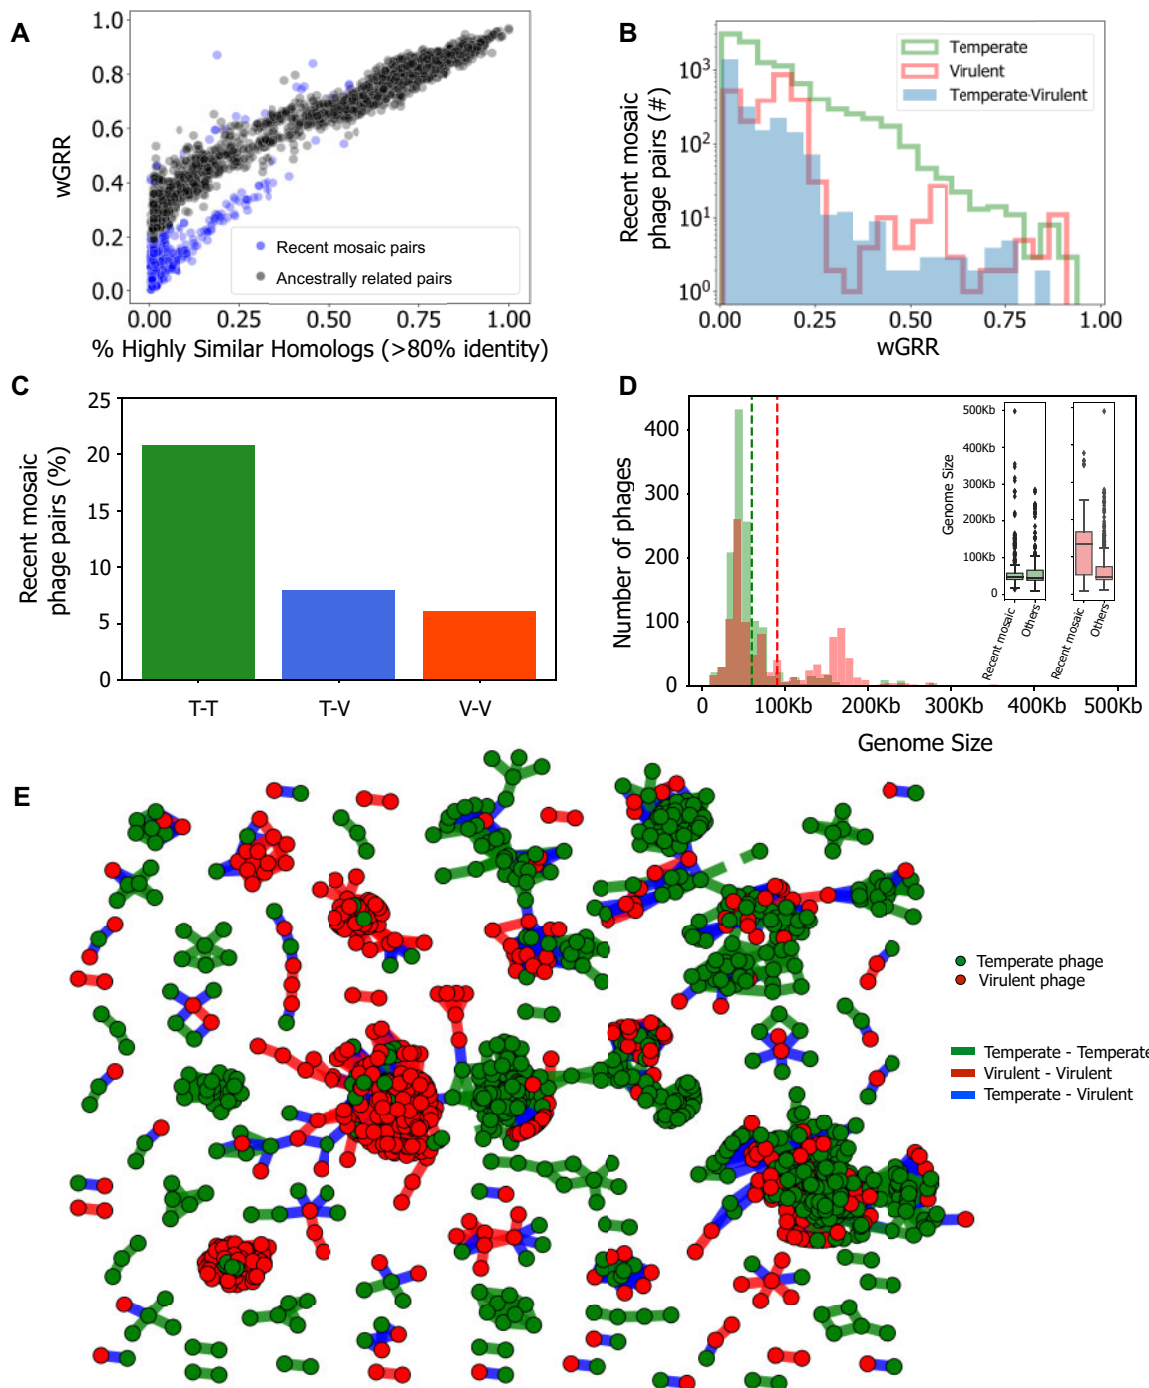 A
1.0
0.8
0.6
0.4
0.2
0.0
wGRR
Recent mosaic pairs
Ancestrally related pairs
0.00
0.25
0.50
0.75
1.00
% Highly Similar Homologs (>80% identity)
B
Recent mosaic
phage pairs (#)
10³
10²
10¹
10⁰
Temperate
Virulent
Temperate-Virulent
0.00
0.25
0.50
0.75
1.00
wGRR
C
Recent mosaic
phage pairs (%)
25
20
15
10
5
0
T-T
T-V
V-V
D
Number of phages
400
300
200
100
0
0
100Kb
200Kb
300Kb
400Kb
500Kb
Genome Size
Genome Size
500Kb
400Kb
300Kb
200Kb
100Kb
0
Recent mosaic
Others
Recent mosaic
Others
E
Temperate phage
Virulent phage
Temperate - Temperate
Virulent - Virulent
Temperate - Virulent